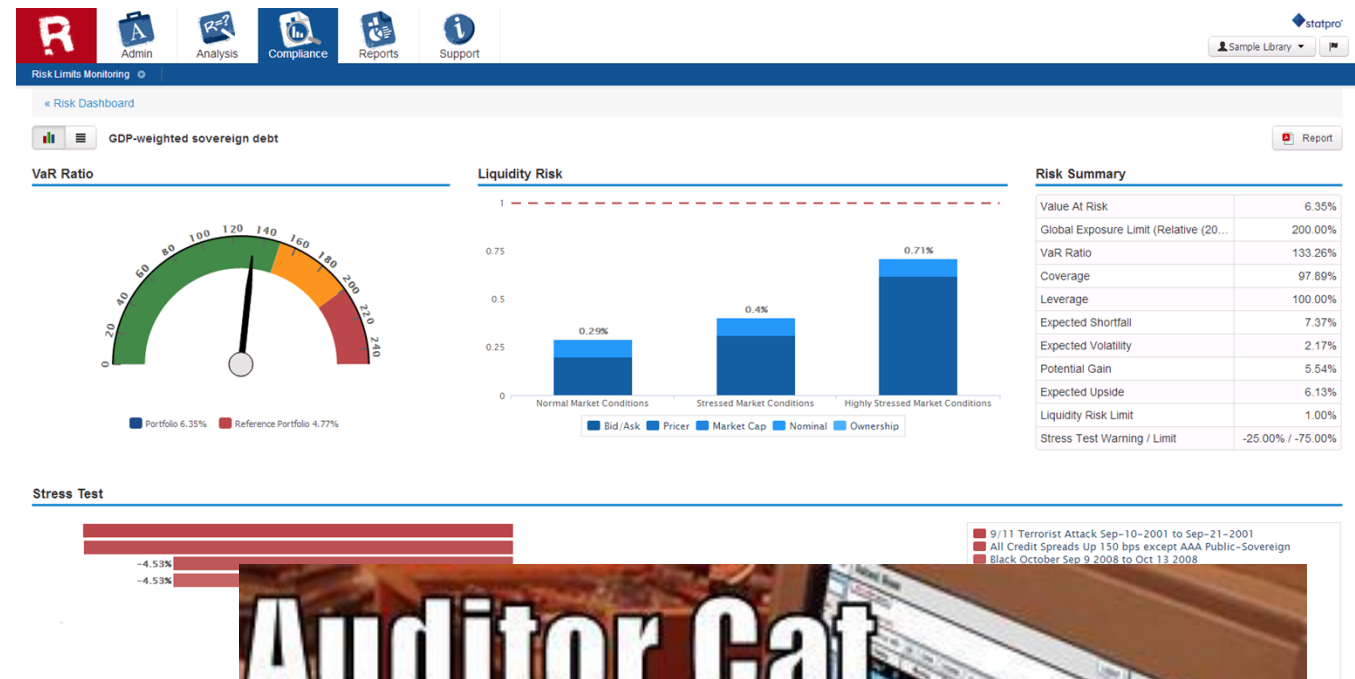 statpro
Admin
Analysis
Compliance
Reports
Support
Sample Library
Risk Limits Monitoring
« Risk Dashboard
GDP-weighted sovereign debt
Report
VaR Ratio
0 20 40 60 80 100 120 140 160 180 200 220 240
Portfolio 6.35% Reference Portfolio 4.77%
Liquidity Risk
1
0.75
0.5
0.25
0
0.29%
0.4%
0.71%
Normal Market Conditions Stressed Market Conditions Highly Stressed Market Conditions
Bid/Ask Pricer Market Cap Nominal Ownership
Risk Summary
Value At Risk 6.35%
Global Exposure Limit (Relative (20... 200.00%
VaR Ratio 133.26%
Coverage 97.89%
Leverage 100.00%
Expected Shortfall 7.37%
Expected Volatility 2.17%
Potential Gain 5.54%
Expected Upside 6.13%
Liquidity Risk Limit 1.00%
Stress Test Warning / Limit -25.00% / -75.00%
Stress Test
-4.53%
-4.53%
9/11 Terrorist Attack Sep-10-2001 to Sep-21-2001
All Credit Spreads Up 150 bps except AAA Public-Sovereign
Black October Sep 9 2008 to Oct 13 2008
Auditor Cat